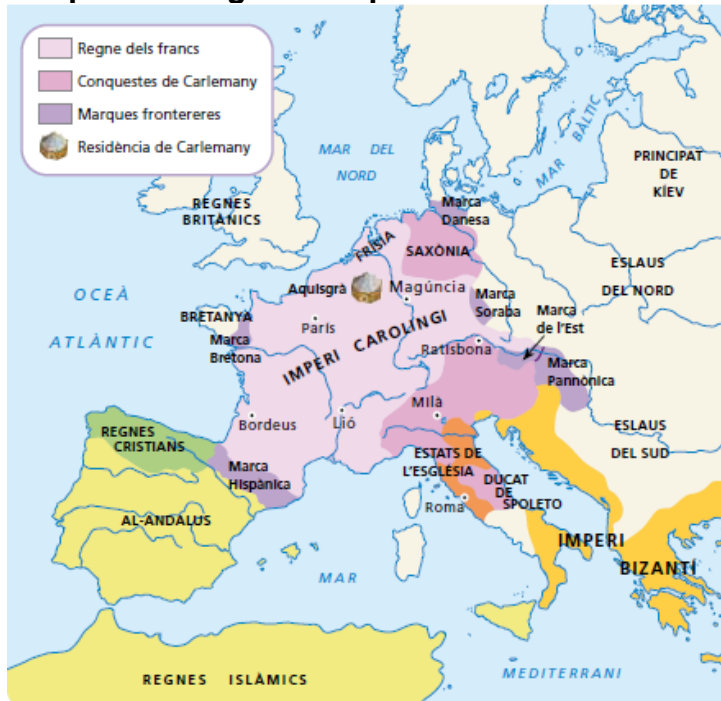 Regne dels francs
Conquestes de Carlemany
Marques frontereres
Residència de Carlemany
MAR DEL
NORD
MAR BÀLTIC
PRINCIPAT
DE
KÍEV
REGNES
BRITÀNICS
Marca
Danesa
FRÍSIA
SAXÒNIA
ESLAUS
DEL NORD
OCEÀ
ATLÀNTIC
Aquisgrà
Magúncia
Marca
Soraba
Marca
de l'Est
BRETANYA
París
Marca
Bretona
IMPERI CAROLINGI
Ratisbona
Marca
Pannònica
Milà
Bordeus
Lió
ESLAUS
DEL SUD
REGNES
CRISTIANS
Marca
Hispànica
ESTATS DE
L'ESGLÉSIA
DUCAT
DE
SPOLETO
Roma
AL-ANDALUS
IMPERI
BIZANTÍ
MAR
MEDITERRANI
REGNES ISLÀMICS